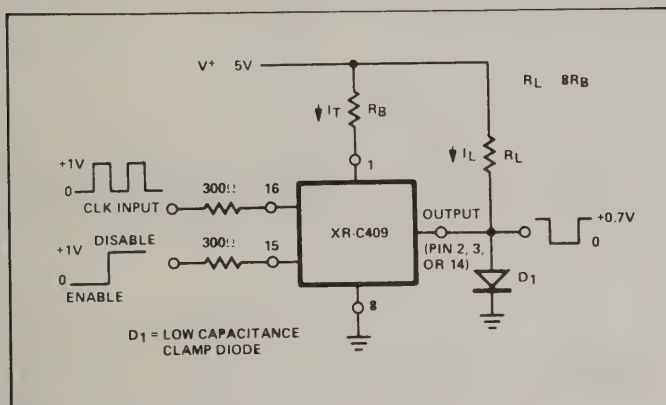 V+ 5V
RL 8RB
IT RB
IL RL
1
+1V
0
CLK INPUT
300Ω 16
XR-C409
OUTPUT
(PIN 2, 3,
OR 14)
+0.7V
0
+1V DISABLE
0
ENABLE
300Ω 15
D1
8
D1 = LOW CAPACITANCE
CLAMP DIODE